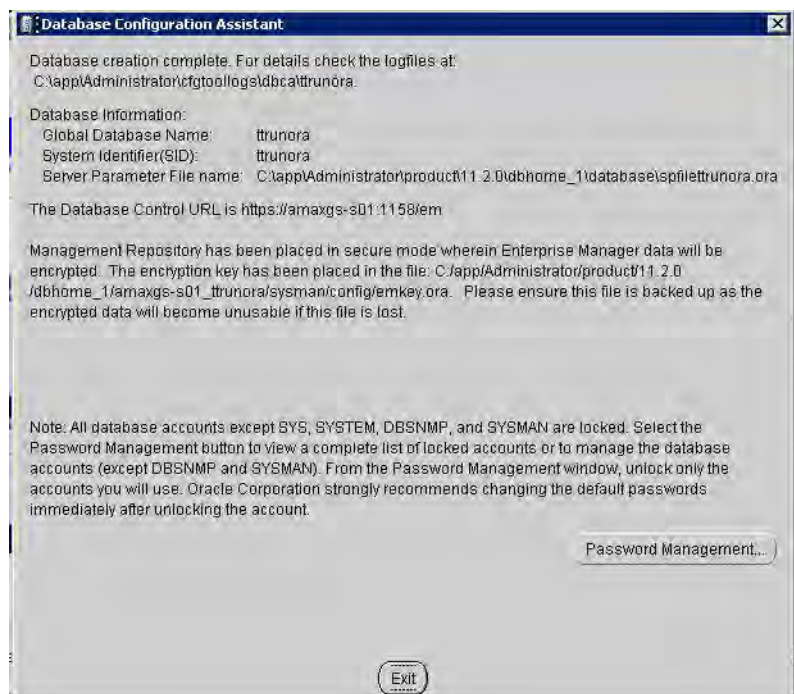 Database Configuration Assistant
Database creation complete. For details check the logfiles at:
C:\app\Administrator\cfgtoollogs\dbca\ttrunora.
Database Information:
Global Database Name: ttrunora
System Identifier(SID): ttrunora
Server Parameter File name: C:\app\Administrator\product\11.2.0\dbhome_1\database\spfilettrunora.ora
The Database Control URL is https://amaxgs-s01:1158/em
Management Repository has been placed in secure mode wherein Enterprise Manager data will be
encrypted. The encryption key has been placed in the file: C:/app/Administrator/product/11.2.0
/dbhome_1/amaxgs-s01_ttrunora/sysman/config/emkey.ora. Please ensure this file is backed up as the
encrypted data will become unusable if this file is lost.
Note: All database accounts except SYS, SYSTEM, DBSNMP, and SYSMAN are locked. Select the
Password Management button to view a complete list of locked accounts or to manage the database
accounts (except DBSNMP and SYSMAN). From the Password Management window, unlock only the
accounts you will use. Oracle Corporation strongly recommends changing the default passwords
immediately after unlocking the account.
Password Management...
Exit